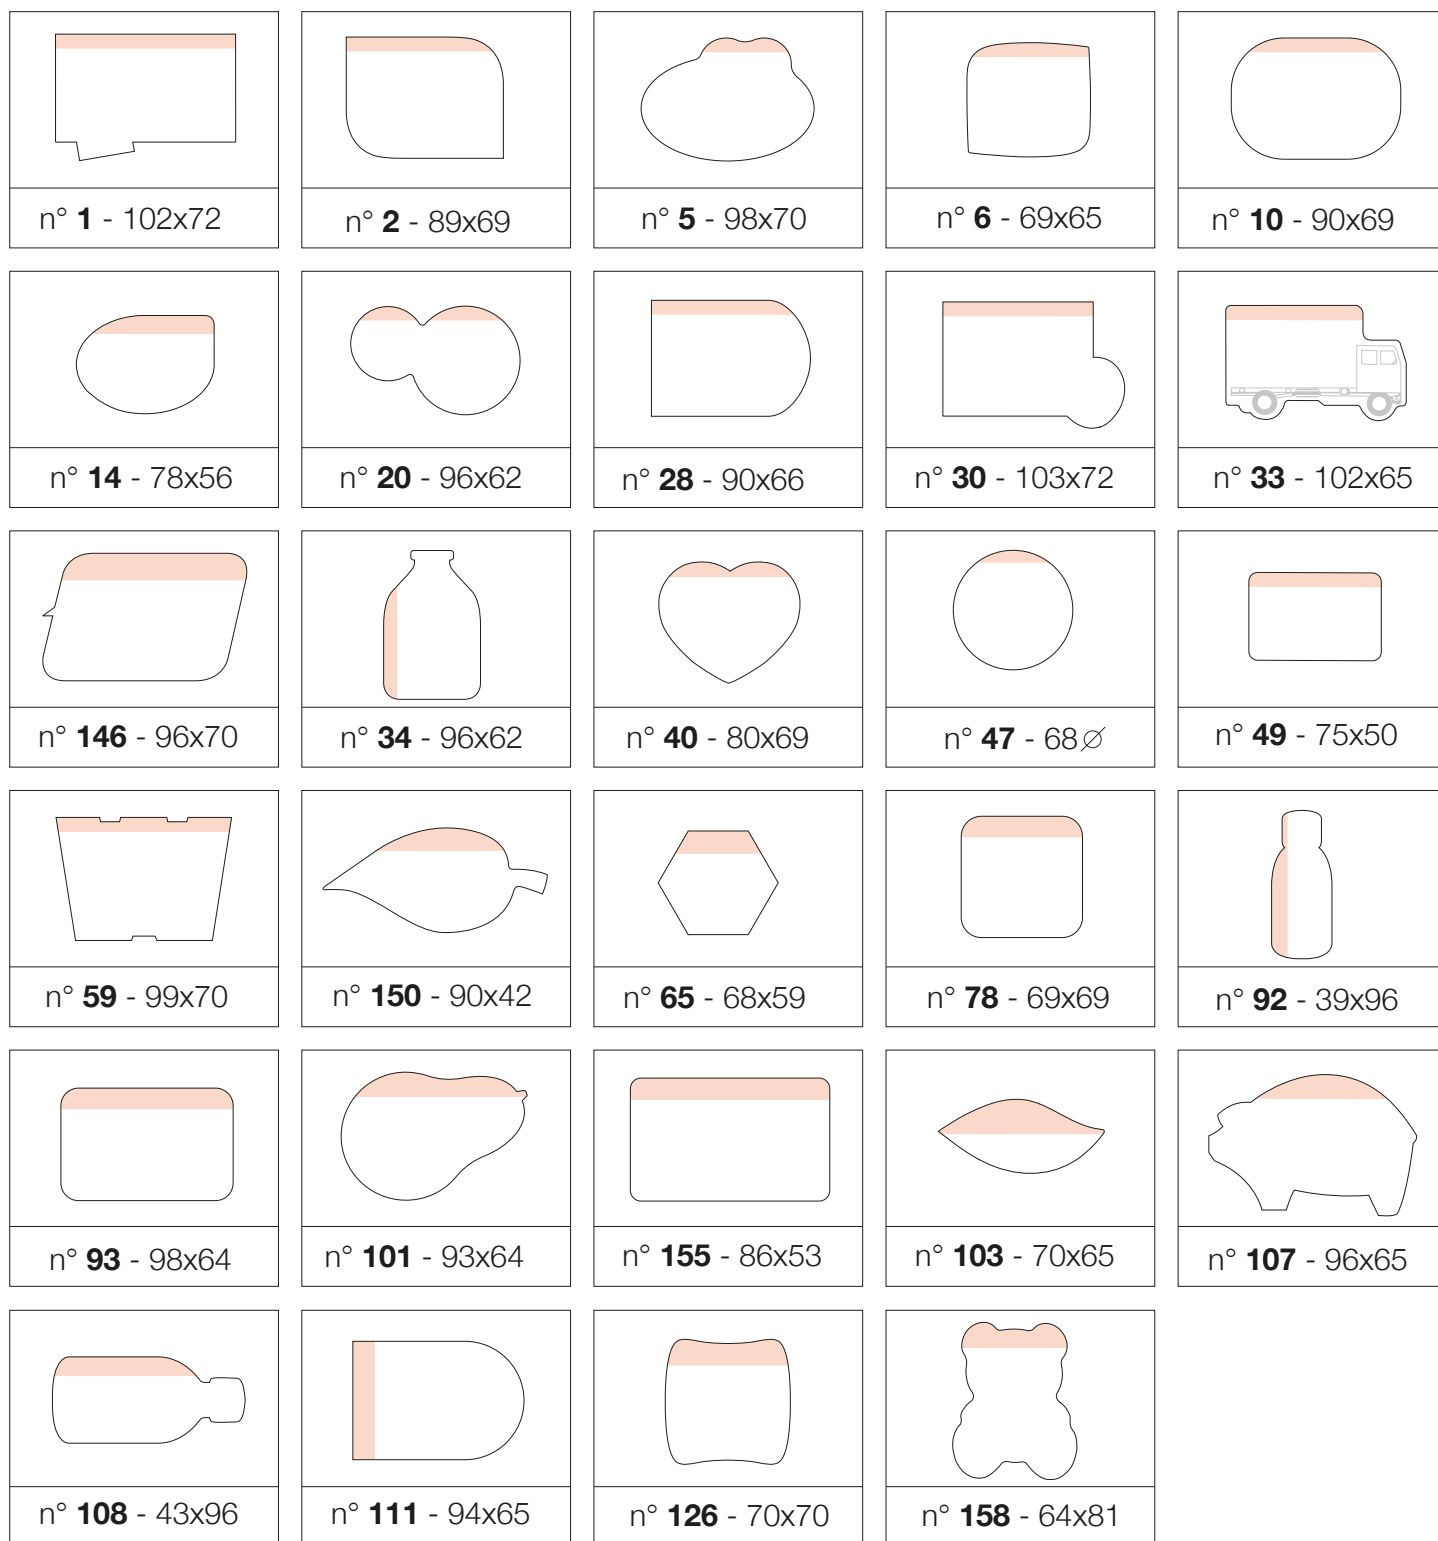 n° 1 - 102x72
n° 2 - 89x69
n° 5 - 98x70
n° 6 - 69x65
n° 10 - 90x69
n° 14 - 78x56
n° 20 - 96x62
n° 28 - 90x66
n° 30 - 103x72
n° 33 - 102x65
n° 146 - 96x70
n° 34 - 96x62
n° 40 - 80x69
n° 47 - 68∅
n° 49 - 75x50
n° 59 - 99x70
n° 150 - 90x42
n° 65 - 68x59
n° 78 - 69x69
n° 92 - 39x96
n° 93 - 98x64
n° 101 - 93x64
n° 155 - 86x53
n° 103 - 70x65
n° 107 - 96x65
n° 108 - 43x96
n° 111 - 94x65
n° 126 - 70x70
n° 158 - 64x81